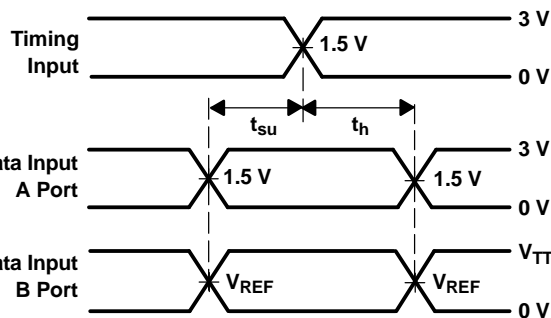 3 V
Timing
Input
1.5 V
0 V
tsu
th
3 V
ata Input
A Port
1.5 V
1.5 V
0 V
VTT
ata Input
B Port
VREF
VREF
0 V